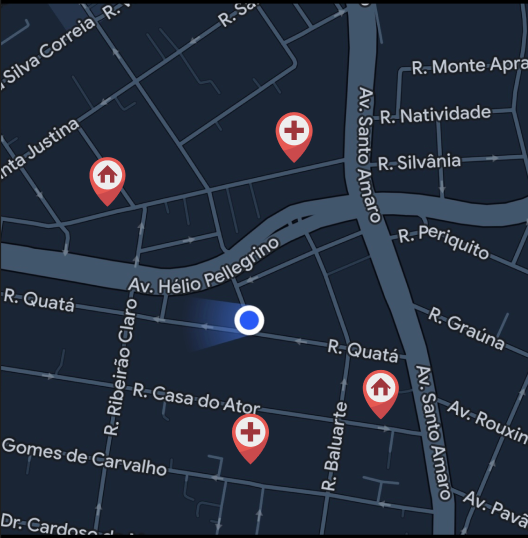 R. Sa
Silva Correia
R. Monte Apra
Av. Santo Amaro
R. Natividade
nta Justina
R. Silvânia
R. Periquito
Av. Hélio Pellegrino
R. Quatá
R. Ribeirão Claro
R. Graúna
R. Quatá
R. Casa do Ator
Av. Santo Amaro
Av. Rouxin
R. Baluarte
Gomes de Carvalho
Av. Pavã
Dr. Cardoso de